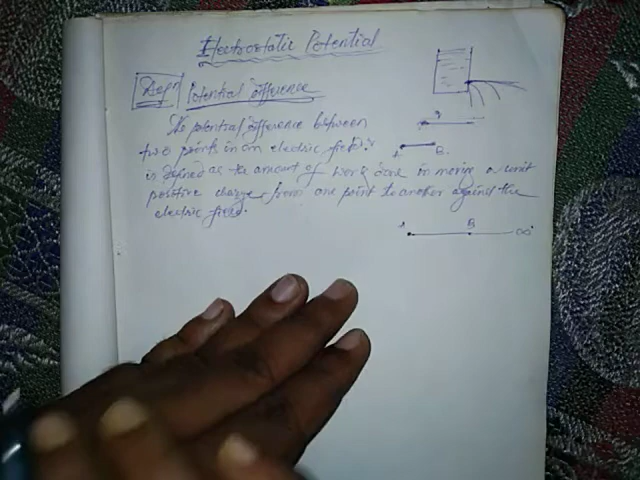 Electrostatic Potential
Defn Potential difference
The potential difference between
two points in an electric field
is defined as the amount of work done in moving a unit
positive charge from one point to another against the
electric field.
A B
A B ∞